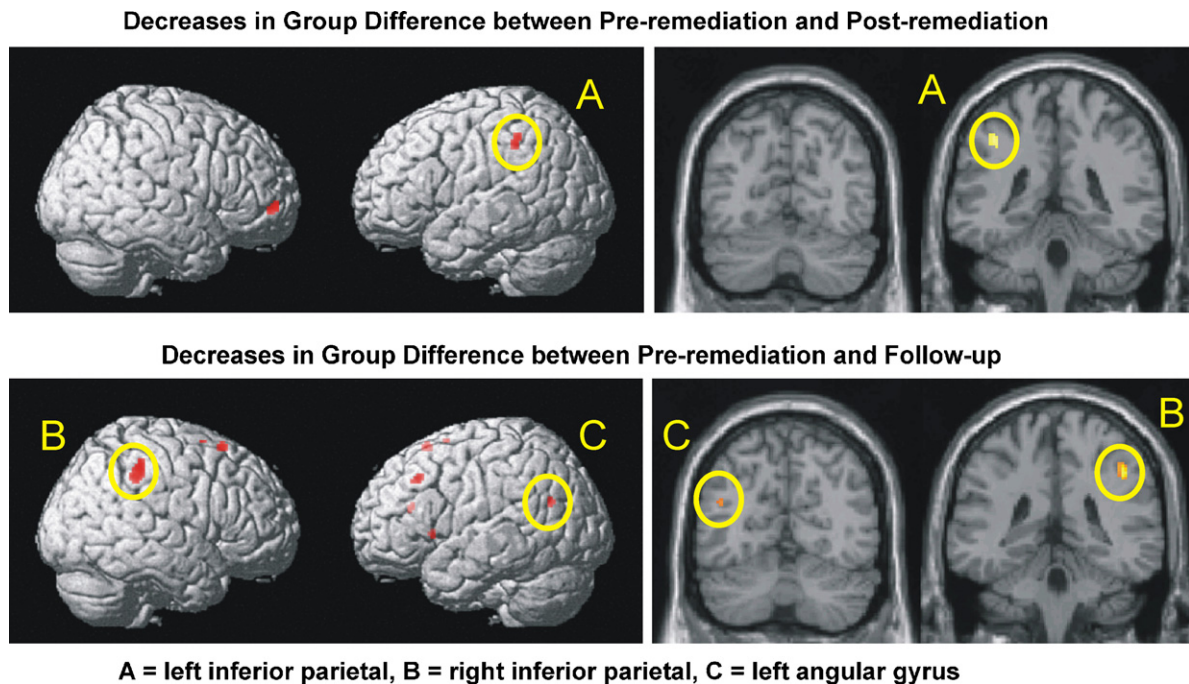 Decreases in Group Difference between Pre-remediation and Post-remediation
A
A
Decreases in Group Difference between Pre-remediation and Follow-up
B
C
C
B
A = left inferior parietal, B = right inferior parietal, C = left angular gyrus